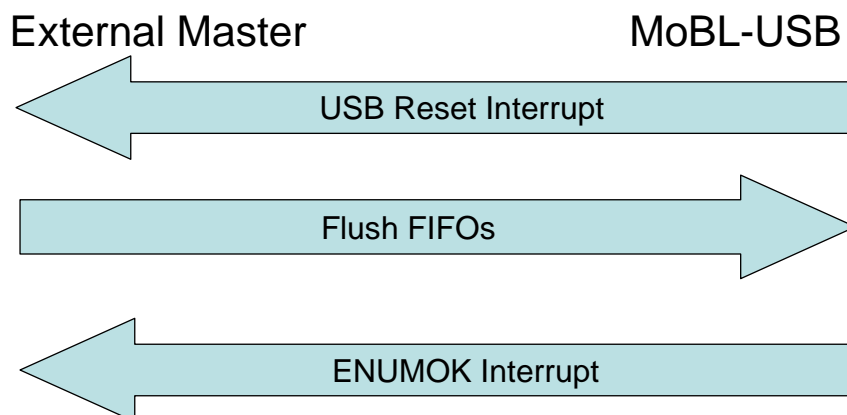 External Master MoBL-USB
USB Reset Interrupt
Flush FIFOs
ENUMOK Interrupt